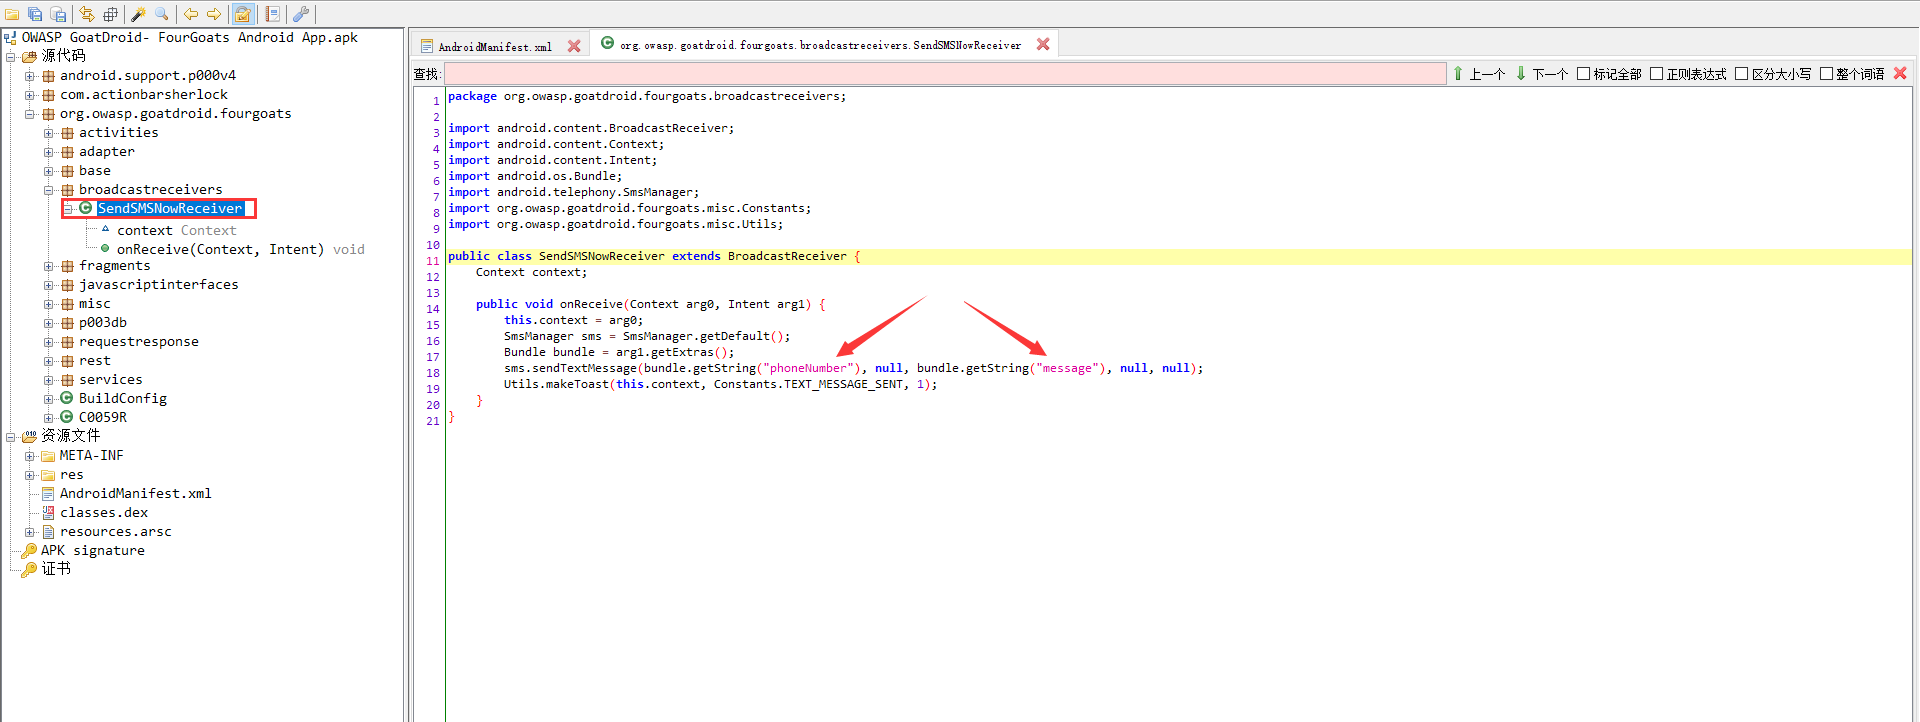 OWASP GoatDroid- FourGoats Android App.apk
源代码
android.support.p000v4
com.actionbarsherlock
org.owasp.goatdroid.fourgoats
activities
adapter
base
broadcastreceivers
SendSMSNowReceiver
context Context
onReceive(Context, Intent) void
fragments
javascriptinterfaces
misc
p003db
requestresponse
rest
services
BuildConfig
C0059R
资源文件
META-INF
res
AndroidManifest.xml
classes.dex
resources.arsc
APK signature
证书
AndroidManifest.xml
org.owasp.goatdroid.fourgoats.broadcastreceivers.SendSMSNowReceiver
查找: 上一个 下一个 标记全部 正则表达式 区分大小写 整个词语
1 package org.owasp.goatdroid.fourgoats.broadcastreceivers;
2
3 import android.content.BroadcastReceiver;
4 import android.content.Context;
5 import android.content.Intent;
6 import android.os.Bundle;
7 import android.telephony.SmsManager;
8 import org.owasp.goatdroid.fourgoats.misc.Constants;
9 import org.owasp.goatdroid.fourgoats.misc.Utils;
10
11 public class SendSMSNowReceiver extends BroadcastReceiver {
12 Context context;
13
14 public void onReceive(Context arg0, Intent arg1) {
15 this.context = arg0;
16 SmsManager sms = SmsManager.getDefault();
17 Bundle bundle = arg1.getExtras();
18 sms.sendTextMessage(bundle.getString("phoneNumber"), null, bundle.getString("message"), null, null);
19 Utils.makeToast(this.context, Constants.TEXT_MESSAGE_SENT, 1);
20 }
21 }